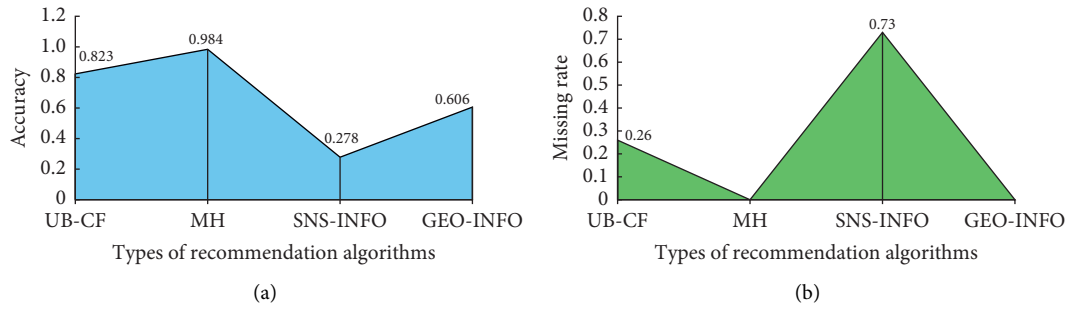 1.2
1.0
0.8
0.6
0.4
0.2
0
Accuracy
0.823
0.984
0.278
0.606
UB-CF MH SNS-INFO GEO-INFO
Types of recommendation algorithms
(a)
0.8
0.7
0.6
0.5
0.4
0.3
0.2
0.1
0
Missing rate
0.26
0.73
UB-CF MH SNS-INFO GEO-INFO
Types of recommendation algorithms
(b)